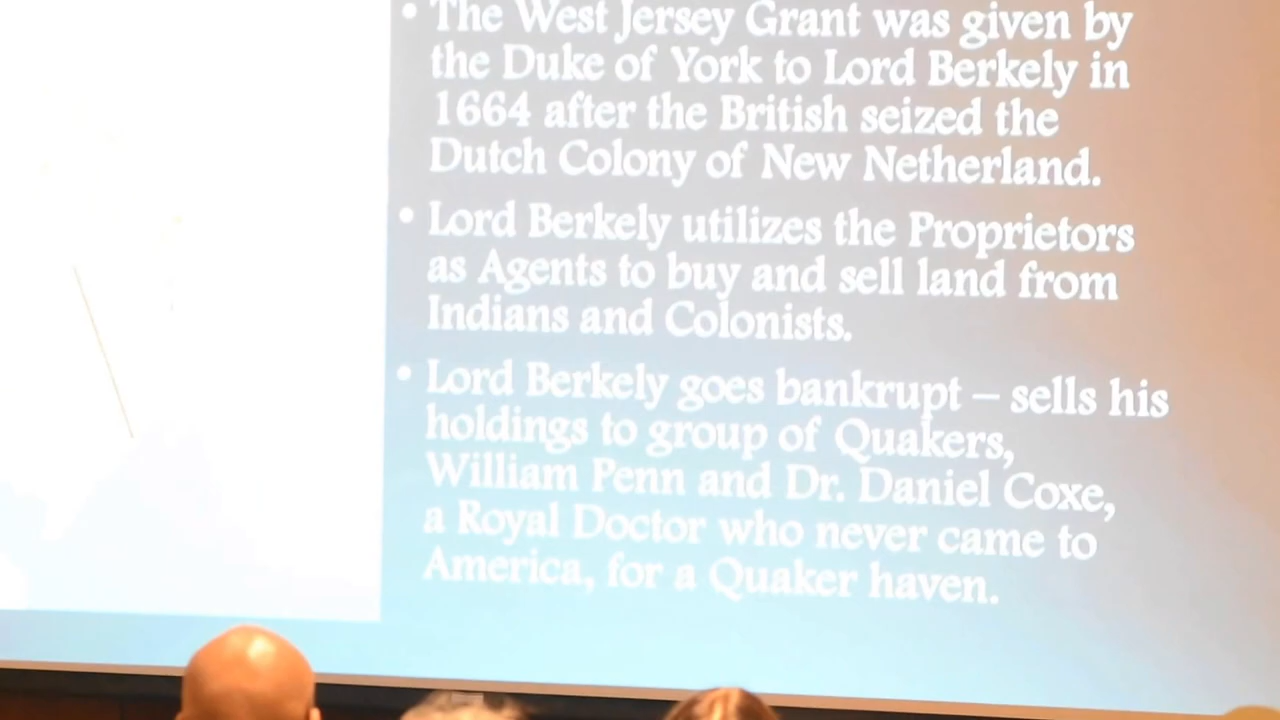 • The West Jersey Grant was given by
the Duke of York to Lord Berkely in
1664 after the British seized the
Dutch Colony of New Netherland.
• Lord Berkely utilizes the Proprietors
as Agents to buy and sell land from
Indians and Colonists.
• Lord Berkely goes bankrupt – sells his
holdings to group of Quakers,
William Penn and Dr. Daniel Coxe,
a Royal Doctor who never came to
America, for a Quaker haven.